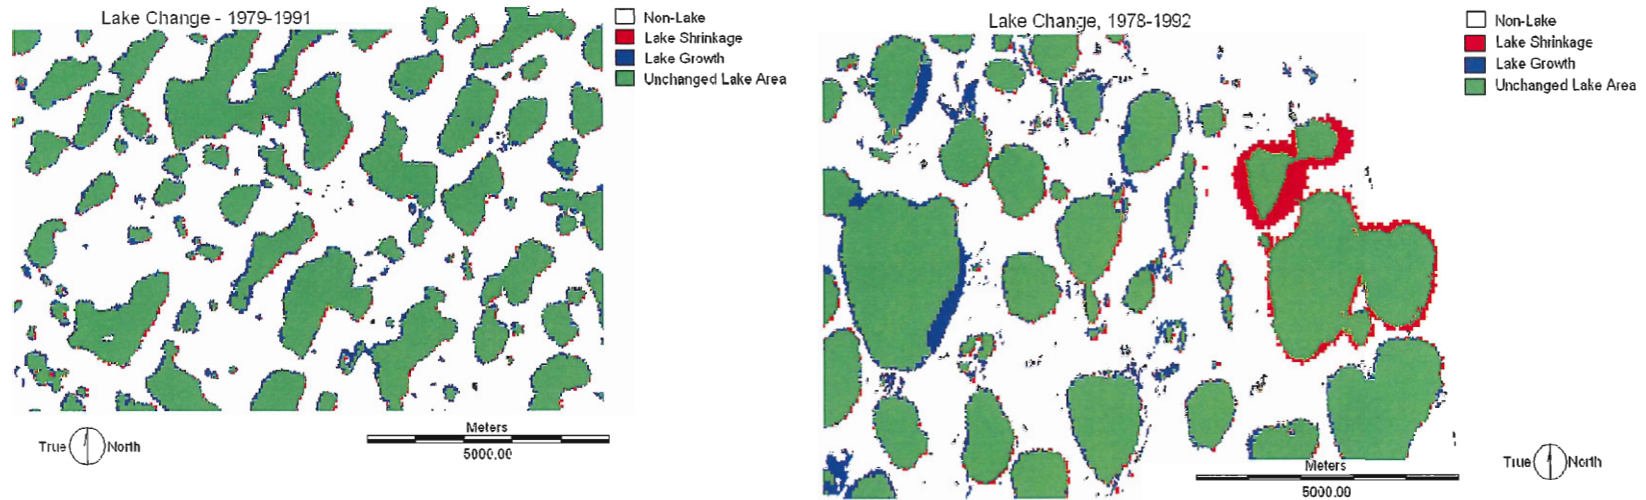 Lake Change - 1979-1991
Non-Lake
Lake Shrinkage
Lake Growth
Unchanged Lake Area
True North
Meters
5000.00
Lake Change, 1978-1992
Non-Lake
Lake Shrinkage
Lake Growth
Unchanged Lake Area
Meters
5000.00
True North